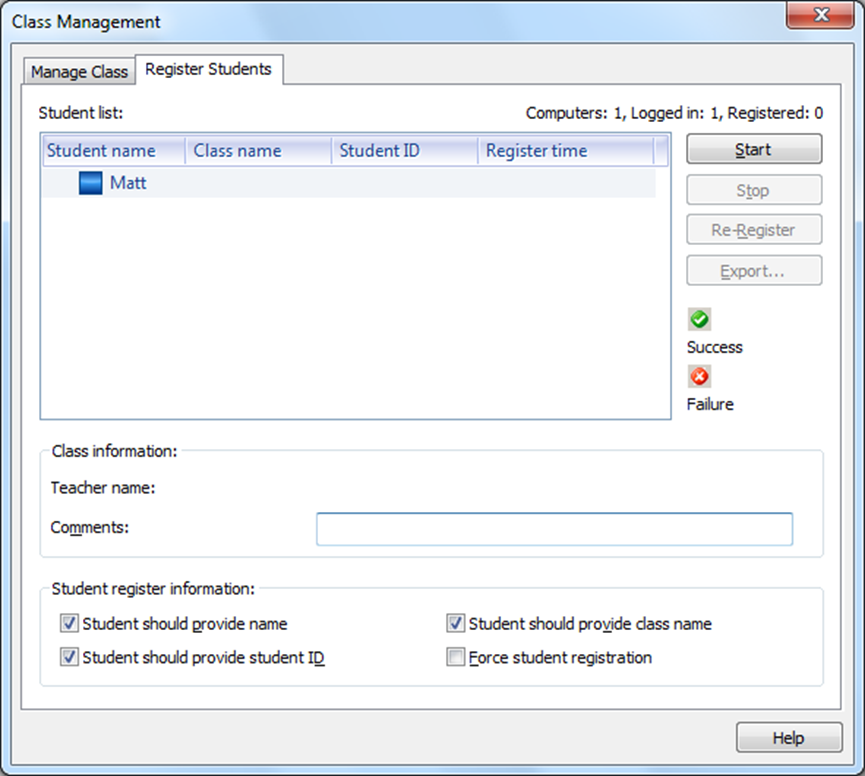 Class Management
Manage Class
Register Students
Student list:
Computers: 1, Logged in: 1, Registered: 0
Student name Class name Student ID Register time
Matt
Start
Stop
Re-Register
Export...
Success
Failure
Class information:
Teacher name:
Comments:
Student register information:
Student should provide name
Student should provide class name
Student should provide student ID
Force student registration
Help